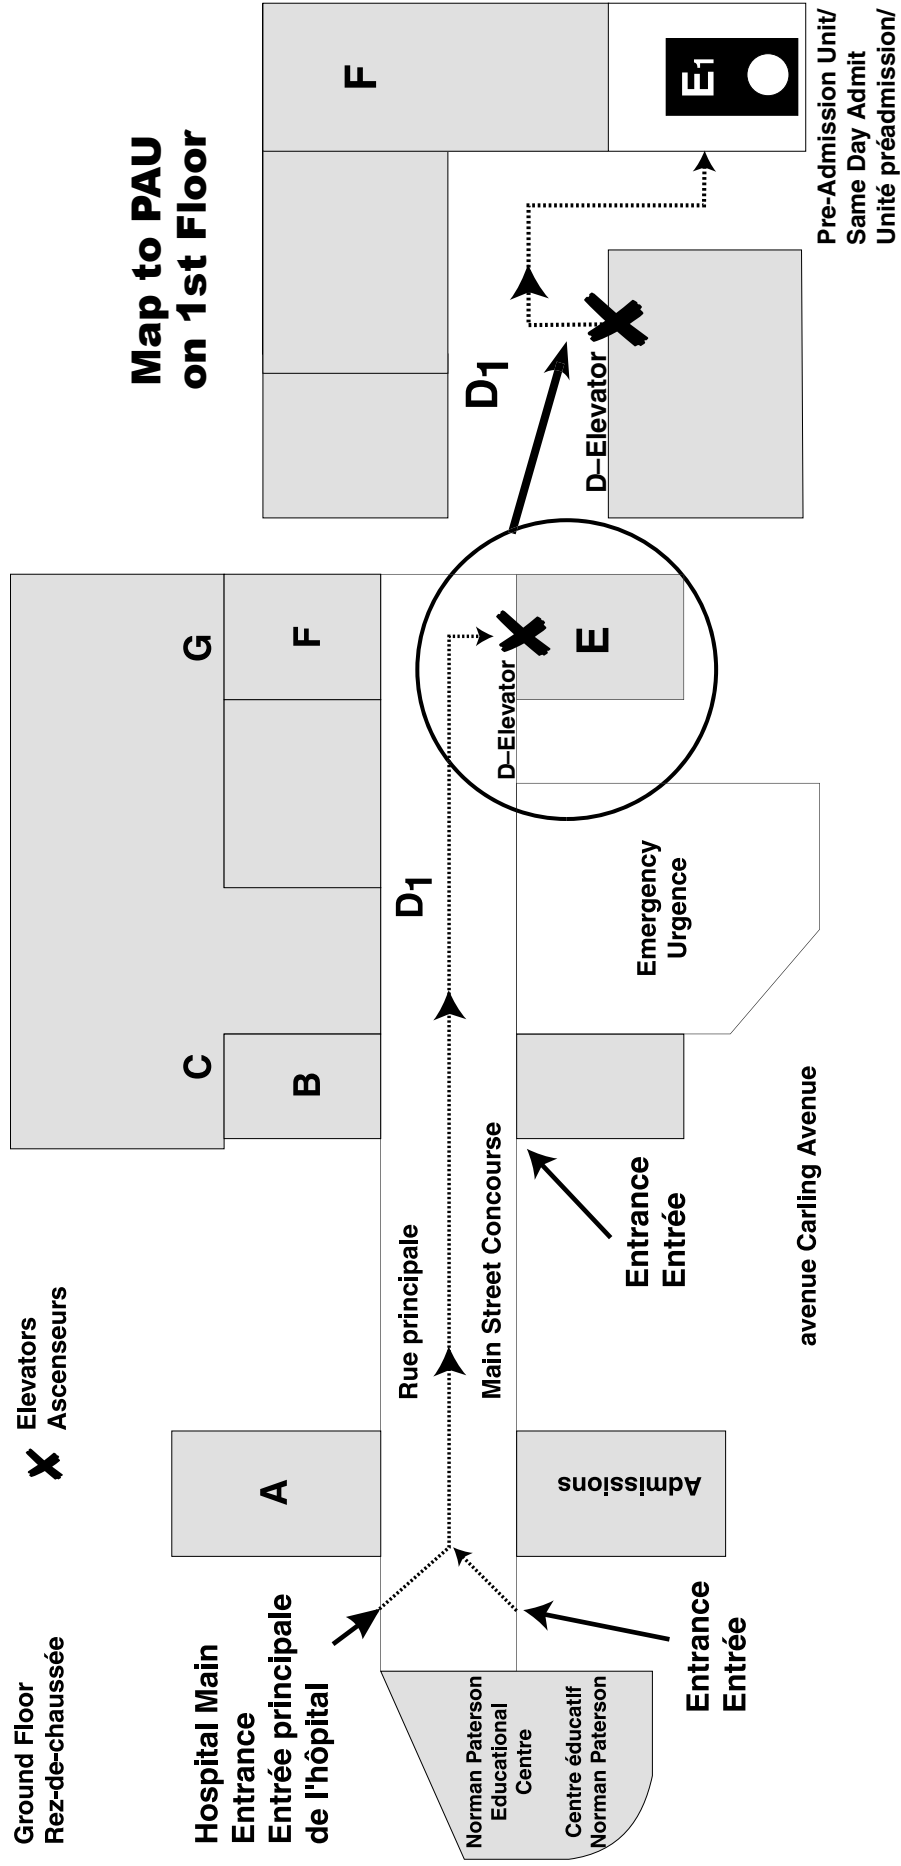 Ground Floor
Rez-de-chaussée
Elevators
Ascenseurs
Map to PAU
on 1st Floor
Hospital Main
Entrance
Entrée principale
de l'hôpital
A
C
B
G
F
F
Rue principale
Main Street Concourse
D1
D–Elevator
E
D1
D–Elevator
E1
Pre-Admission Unit/
Same Day Admit
Unité préadmission/
Norman Paterson
Educational
Centre
Centre éducatif
Norman Paterson
Admissions
Entrance
Entrée
Entrance
Entrée
Emergency
Urgence
avenue Carling Avenue